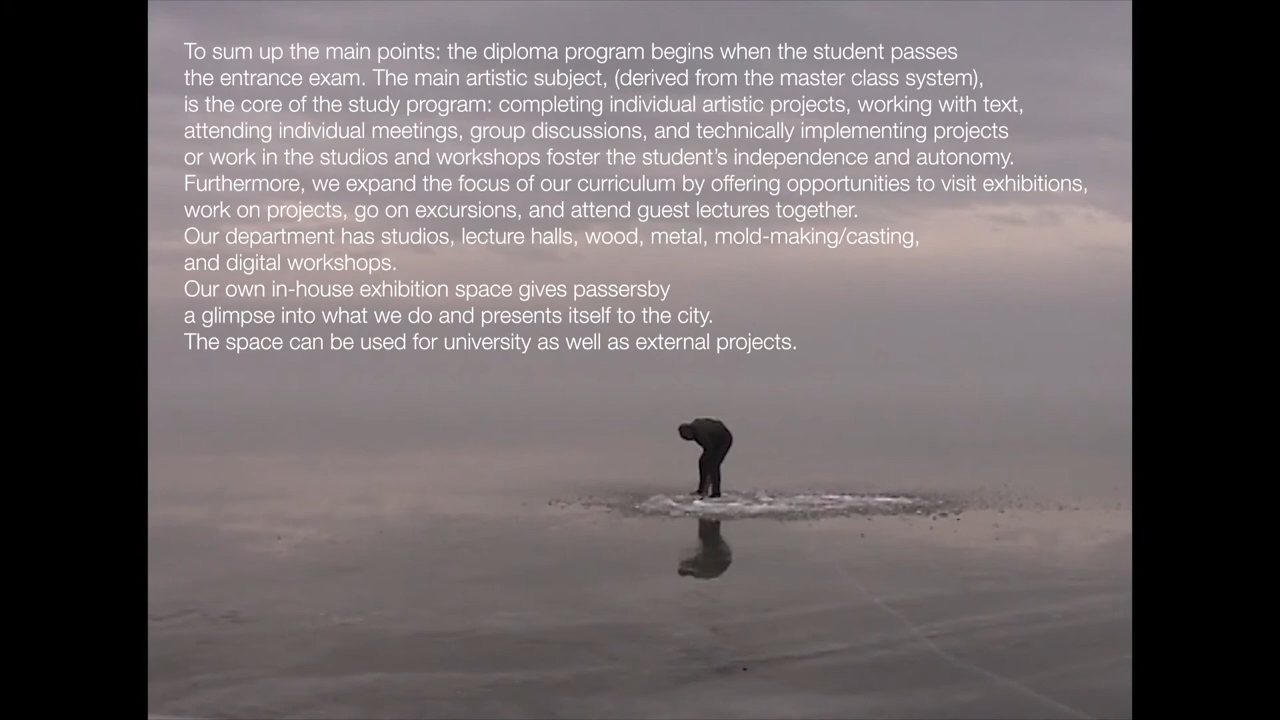 To sum up the main points: the diploma program begins when the student passes
the entrance exam. The main artistic subject, (derived from the master class system),
is the core of the study program: completing individual artistic projects, working with text,
attending individual meetings, group discussions, and technically implementing projects
or work in the studios and workshops foster the student’s independence and autonomy.
Furthermore, we expand the focus of our curriculum by offering opportunities to visit exhibitions,
work on projects, go on excursions, and attend guest lectures together.
Our department has studios, lecture halls, wood, metal, mold-making/casting,
and digital workshops.
Our own in-house exhibition space gives passersby
a glimpse into what we do and presents itself to the city.
The space can be used for university as well as external projects.